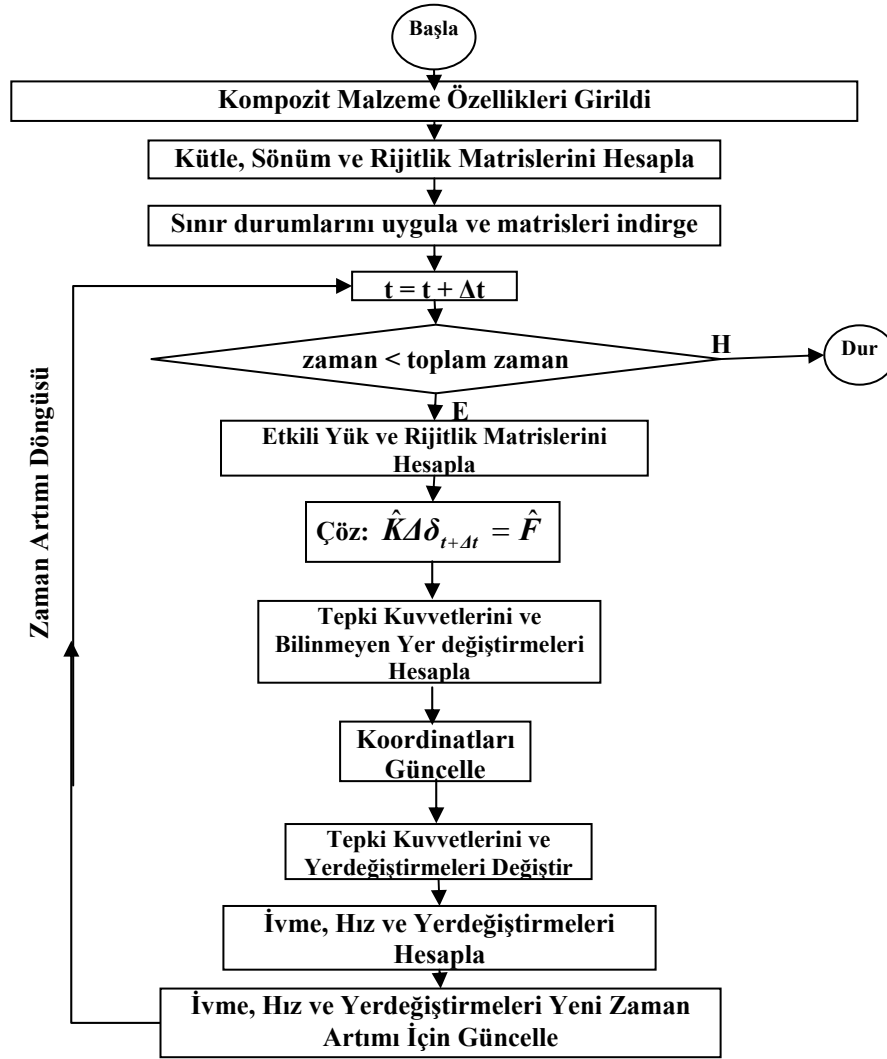 Başla
Kompozit Malzeme Özellikleri Girildi
Kütle, Sönüm ve Rijitlik Matrislerini Hesapla
Sınır durumlarını uygula ve matrisleri indirge
t = t + Δt
zaman < toplam zaman
H
Dur
E
Etkili Yük ve Rijitlik Matrislerini
Hesapla
Çöz: K̂Δδ_{t+Δt} = F̂
Tepki Kuvvetlerini ve
Bilinmeyen Yer değiştirmeleri
Hesapla
Koordinatları
Güncelle
Tepki Kuvvetlerini ve
Yerdeğiştirmeleri Değiştir
İvme, Hız ve Yerdeğiştirmeleri
Hesapla
İvme, Hız ve Yerdeğiştirmeleri Yeni Zaman
Artımı İçin Güncelle
Zaman Artımı Döngüsü